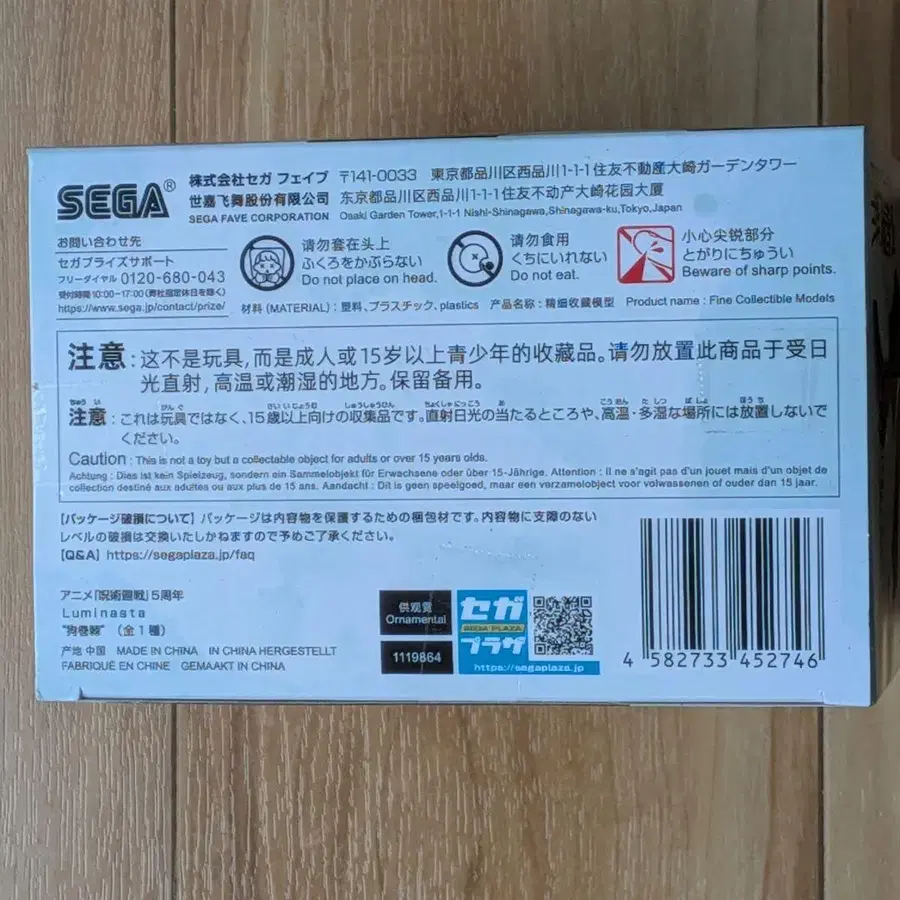 SEGA®
株式会社セガ フェイブ 〒141-0033 東京都品川区西品川1-1-1住友不動産大崎ガーデンタワー
世嘉飞舞股份有限公司 东京都品川区西品川1-1-1住友不动产大崎花园大厦
SEGA FAVE CORPORATION Osaki Garden Tower,1-1-1 Nishi-Shinagawa,Shinagawa-ku,Tokyo,Japan
お問い合わせ先
セガプライズサポート
フリーダイヤル 0120-680-043
受付時間10:00~17:00(弊社指定休日を除く)
https://www.sega.jp/contact/prize/
请勿套在头上
ふくろをかぶらない
Do not place on head.
请勿食用
くちにいれない
Do not eat.
小心尖锐部分
とがりにちゅうい
Beware of sharp points.
材料 (MATERIAL) : 塑料, プラスチック, plastics 产品名称 : 精细收藏模型 Product name : Fine Collectible Models
注意 : 这不是玩具,而是成人或15岁以上青少年的收藏品。请勿放置此商品于受日
光直射,高温或潮湿的地方。保留备用。
注意 : これは玩具ではなく、15歳以上向けの収集品です。直射日光の当たるところや、高温・多湿な場所には放置しないで
ください。
Caution : This is not a toy but a collectable object for adults or over 15 years olds.
Achtung : Dies ist kein Spielzeug, sondern ein Sammelobjekt für Erwachsene oder über 15-Jährige. Attention : Il ne s'agit pas d'un jouet mais d'un objet de
collection destiné aux adultes ou aux plus de 15 ans. Aandacht : Dit is geen speelgoed, maar een verzamelobject voor volwassenen of ouder dan 15 jaar.
【パッケージ破損について】パッケージは内容物を保護するための梱包材です。内容物に支障のない
レベルの破損は交換いたしかねますので予めご了承ください。
【Q&A】https://segaplaza.jp/faq
アニメ『呪術廻戦』5周年
Luminasta
"狗巻棘" (全1種)
产地 中国 MADE IN CHINA IN CHINA HERGESTELLT
FABRIQUÉ EN CHINE GEMAAKT IN CHINA
供观赏
Ornamental
1119864
セガ
SEGA PLAZA
プラザ
https://segaplaza.jp
4 582733 452746